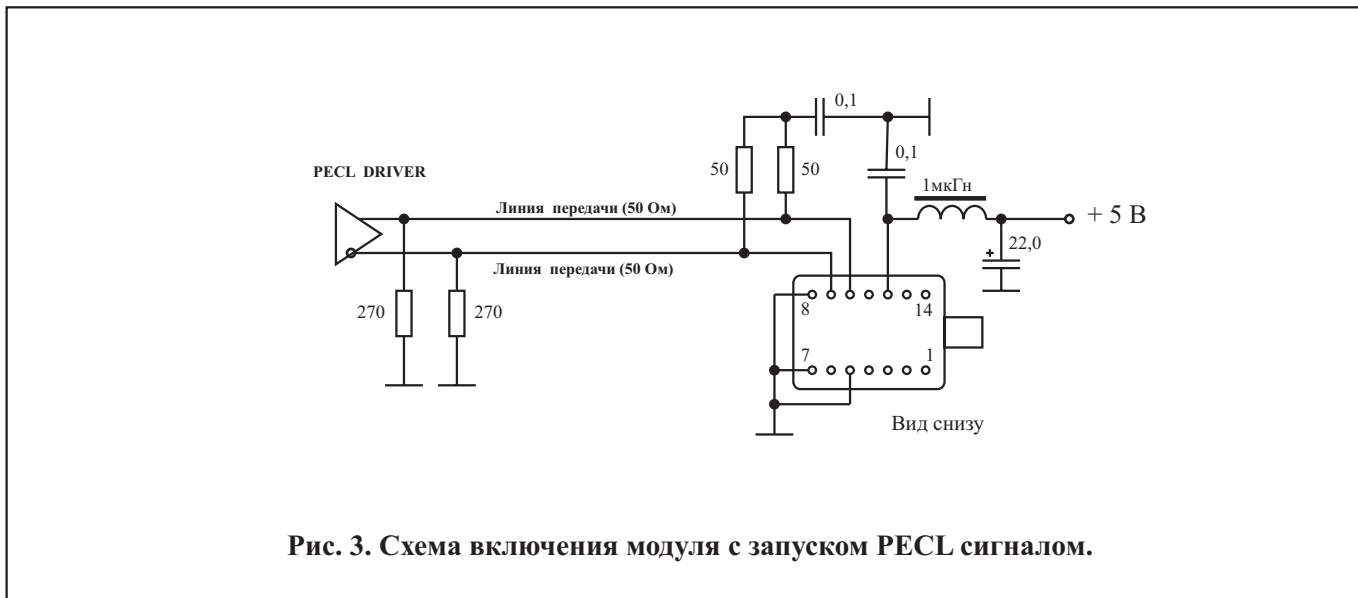 0,1
0,1
50
50
1мкГн
PECL DRIVER
Линия передачи (50 Ом)
+ 5 В
+
22,0
Линия передачи (50 Ом)
270
270
8
14
7
1
Вид снизу
Рис. 3. Схема включения модуля с запуском PECL сигналом.